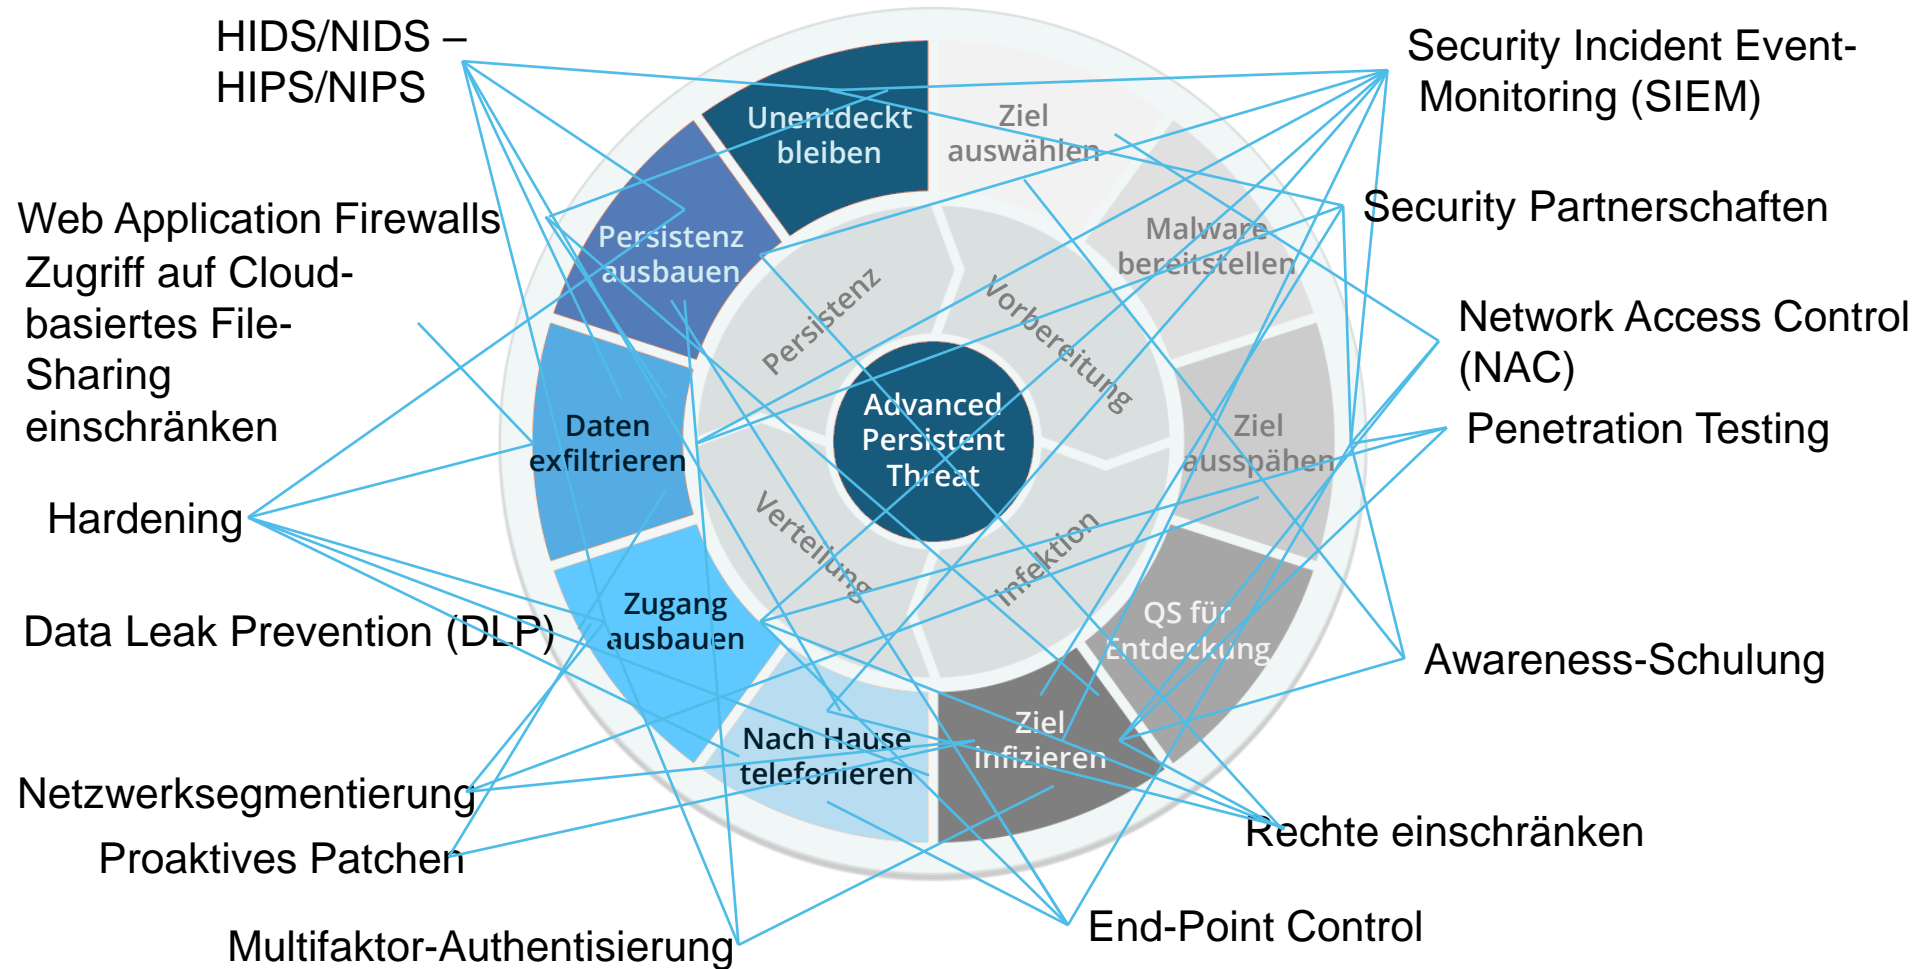 HIDS/NIDS –
HIPS/NIPS
Security Incident Event-
Monitoring (SIEM)
Unentdeckt
bleiben
Ziel
auswählen
Web Application Firewalls
Persistenz
ausbauen
Malware
bereitstellen
Security Partnerschaften
Zugriff auf Cloud-
basiertes File-
Sharing
einschränken
Persistenz
Vorbereitung
Network Access Control
(NAC)
Daten
exfiltrieren
Advanced
Persistent
Threat
Ziel
ausspähen
Penetration Testing
Hardening
Verteilung
Infektion
Data Leak Prevention (DLP)
Zugang
ausbauen
QS für
Entdeckung
Awareness-Schulung
Nach Hause
telefonieren
Ziel
infizieren
Netzwerksegmentierung
Rechte einschränken
Proaktives Patchen
Multifaktor-Authentisierung
End-Point Control